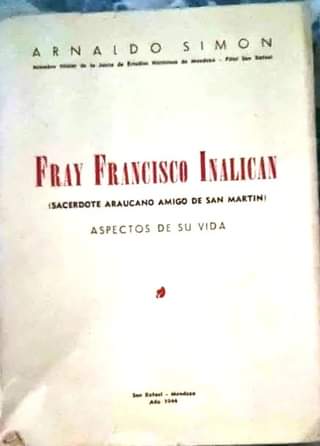 ARNALDO SIMON
Miembro titular de la Junta de Estudios Históricos de Mendoza - Filial San Rafael
FRAY FRANCISCO INALICAN
(SACERDOTE ARAUCANO AMIGO DE SAN MARTIN)
ASPECTOS DE SU VIDA
San Rafael - Mendoza
Año